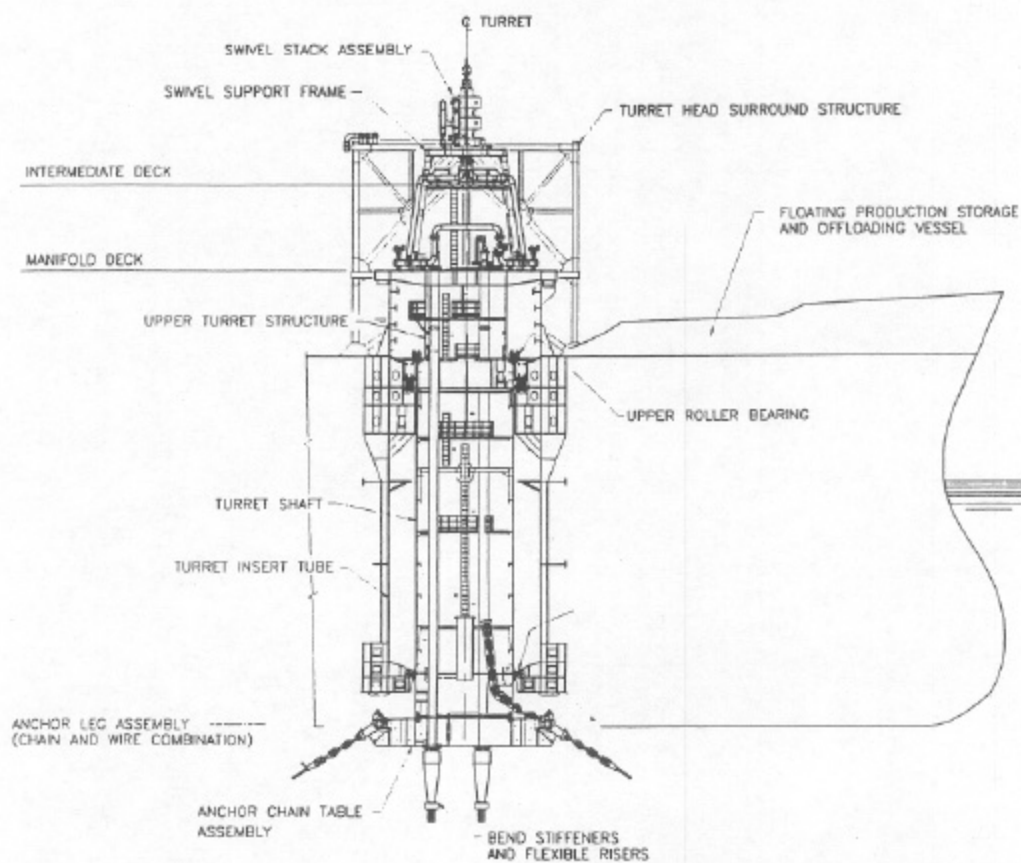 ℄ TURRET
SWIVEL STACK ASSEMBLY
SWIVEL SUPPORT FRAME
TURRET HEAD SURROUND STRUCTURE
INTERMEDIATE DECK
FLOATING PRODUCTION STORAGE
AND OFFLOADING VESSEL
MANIFOLD DECK
UPPER TURRET STRUCTURE
UPPER ROLLER BEARING
TURRET SHAFT
TURRET INSERT TUBE
ANCHOR LEG ASSEMBLY
(CHAIN AND WIRE COMBINATION)
ANCHOR CHAIN TABLE
ASSEMBLY
BEND STIFFENERS
AND FLEXIBLE RISERS